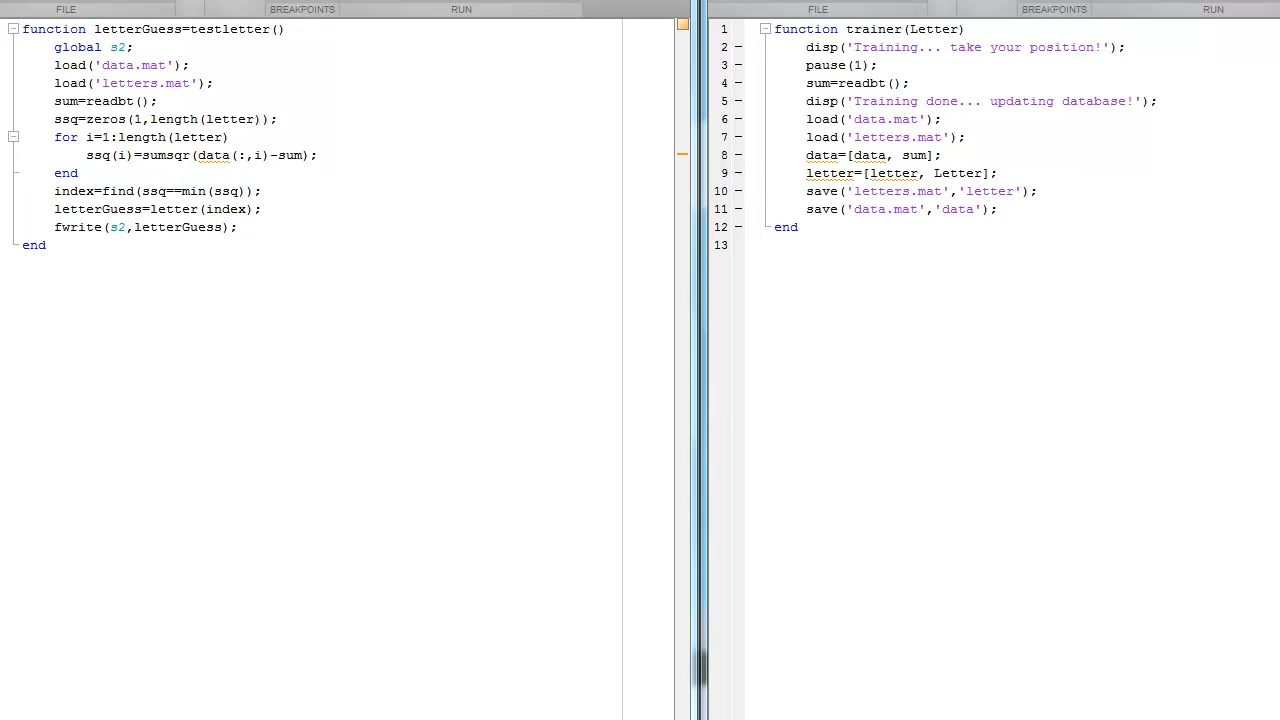 FILE
BREAKPOINTS
RUN
function letterGuess=testletter()
global s2;
load('data.mat');
load('letters.mat');
sum=readbt();
ssq=zeros(1,length(letter));
for i=1:length(letter)
ssq(i)=sumsqr(data(:,i)-sum);
end
index=find(ssq==min(ssq));
letterGuess=letter(index);
fwrite(s2,letterGuess);
end
FILE
BREAKPOINTS
RUN
1 function trainer(Letter)
2 disp('Training... take your position!');
3 pause(1);
4 sum=readbt();
5 disp('Training done... updating database!');
6 load('data.mat');
7 load('letters.mat');
8 data=[data, sum];
9 letter=[letter, Letter];
10 save('letters.mat','letter');
11 save('data.mat','data');
12 end
13